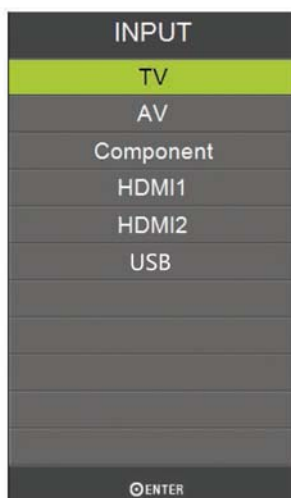 INPUT
TV
AV
Component
HDMI1
HDMI2
USB
ENTER